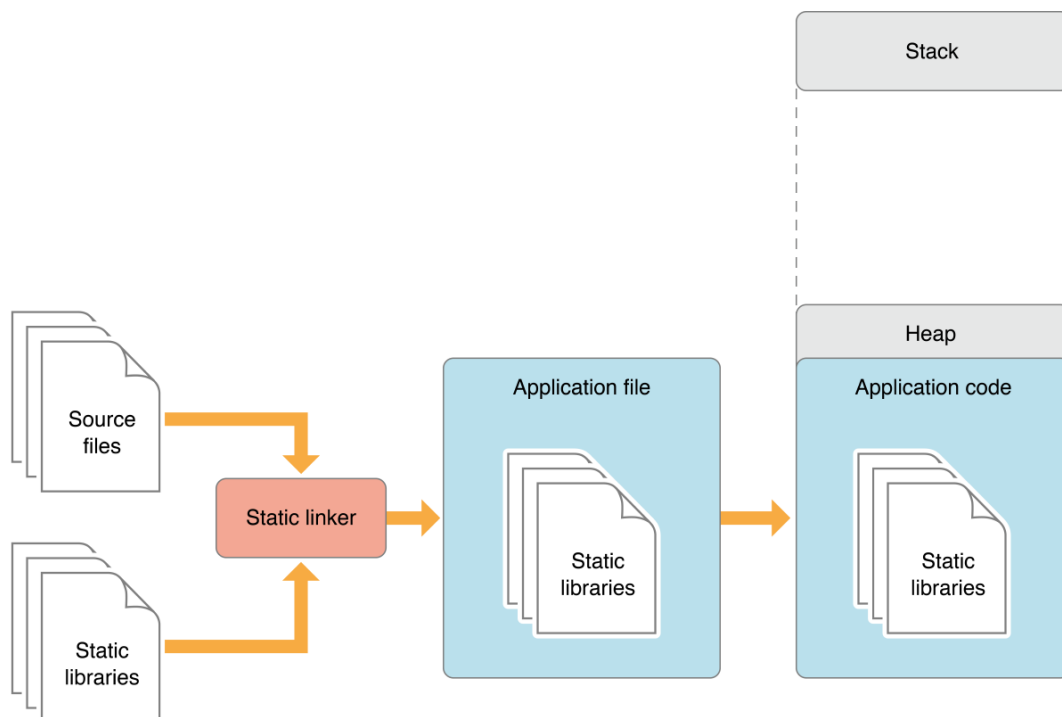 Stack
Heap
Source
files
Static linker
Static
libraries
Application file
Static
libraries
Application code
Static
libraries